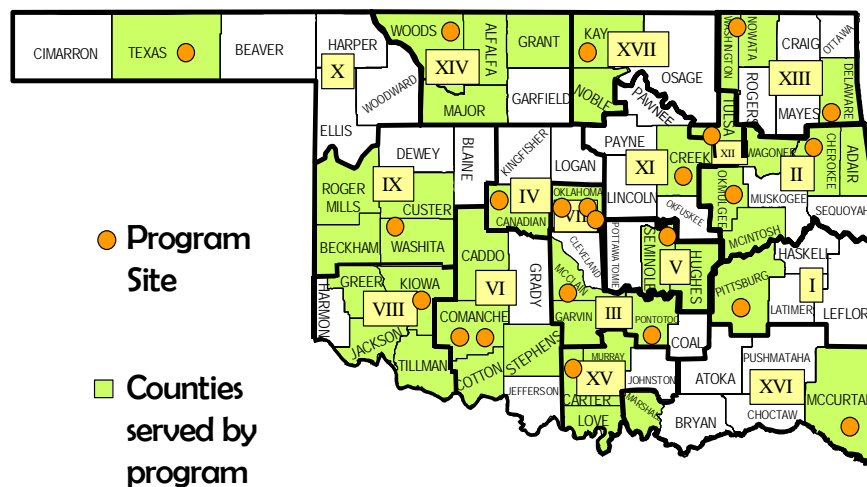 CIMARRON
TEXAS
BEAVER
HARPER
WOODS
ALFALFA
GRANT
KAY
XVII
OSAGE
WASHINGTON
NOWATA
CRAIG
OTTAWA
X
XIV
WOODWARD
MAJOR
GARFIELD
NOBLE
PAWNEE
TULSA
ROGERS
XIII
MAYES
DELAWARE
ELLIS
DEWEY
BLAINE
KINGFISHER
LOGAN
PAYNE
XI
CREEK
XII
WAGONER
CHEROKEE
ADAIR
II
IX
ROGER
MILLS
CUSTER
IV
CANADIAN
OKLAHOMA
VII
LINCOLN
OKFUSKEE
OKMULGEE
MUSKOGEE
SEQUOYAH
MCINTOSH
Program
Site
BECKHAM
WASHITA
CADDO
GRADY
CLEVELAND
POTTAWATOMIE
SEMINOLE
V
HUGHES
PITTSBURG
HASKELL
I
LATIMER
LEFLOR
HARMON
GREER
KIOWA
VIII
JACKSON
TILLMAN
VI
COMANCHE
COTTON
STEPHENS
MCCLAIN
GARVIN
III
PONTOTOC
COAL
JEFFERSON
MURRAY
XV
CARTER
LOVE
JOHNSTON
MARSHAL
ATOKA
BRYAN
PUSHMATAHA
XVI
CHOCTAW
MCCURTAI
Counties
served by
program